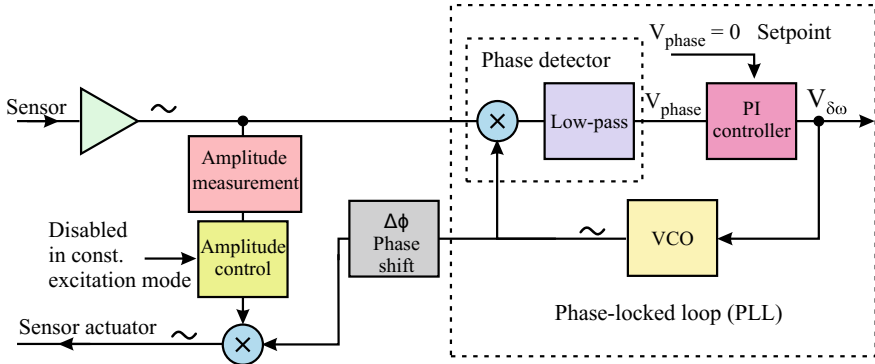 V_phase = 0 Setpoint
Phase detector
Sensor
~
Low-pass
V_phase
PI
controller
V_δω
×
Amplitude
measurement
Disabled
in const.
excitation mode
Amplitude
control
Δϕ
Phase
shift
~
VCO
Phase-locked loop (PLL)
Sensor actuator
~
×